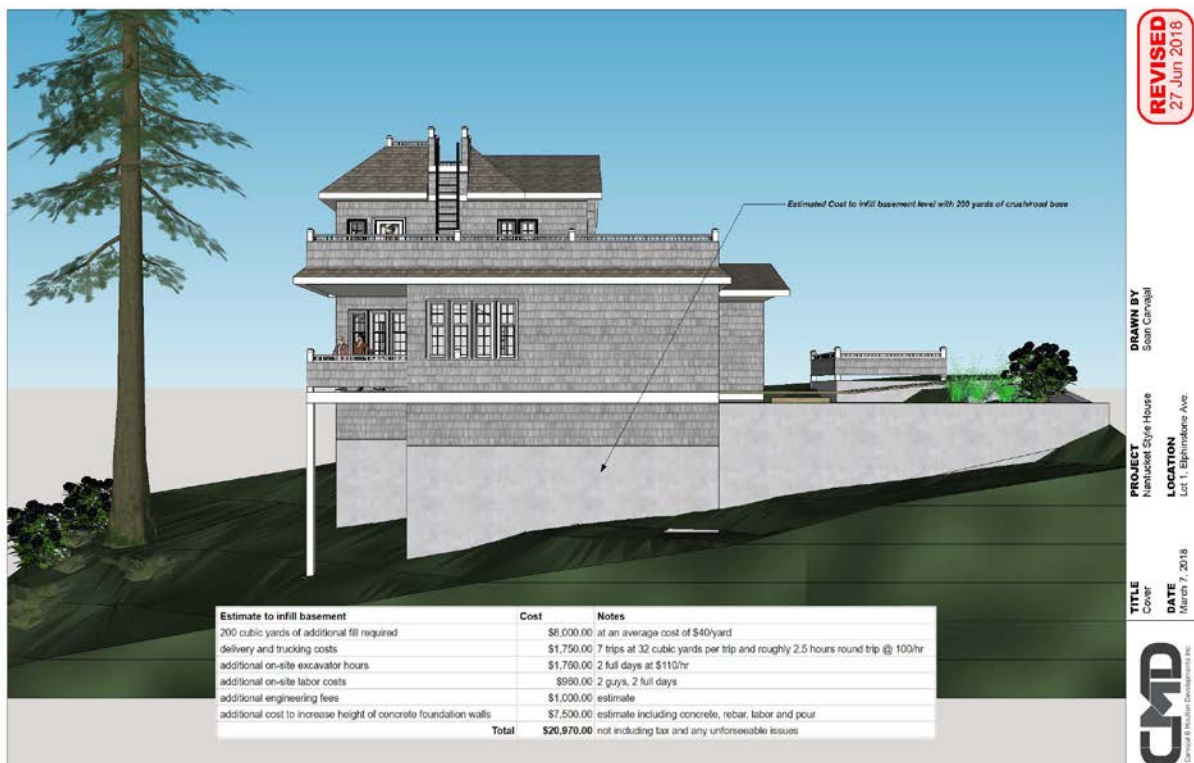 REVISED
27 Jun 2018
Estimated Cost to infill basement level with 200 yards of crush/road base
DRAWN BY
Sean Carvajal
PROJECT
Nantucket Style House
LOCATION
Lot 1, Elphinstone Ave.
TITLE
Cover
DATE
March 7, 2018
CMD
Carvajal & Moulton Developments Inc.
Estimate to infill basement Cost Notes
200 cubic yards of additional fill required $8,000.00 at an average cost of $40/yard
delivery and trucking costs $1,750.00 7 trips at 32 cubic yards per trip and roughly 2.5 hours round trip @ 100/hr
additional on-site excavator hours $1,760.00 2 full days at $110/hr
additional on-site labor costs $960.00 2 guys, 2 full days
additional engineering fees $1,000.00 estimate
additional cost to increase height of concrete foundation walls $7,500.00 estimate including concrete, rebar, labor and pour
Total $20,970.00 not including tax and any unforseeable issues